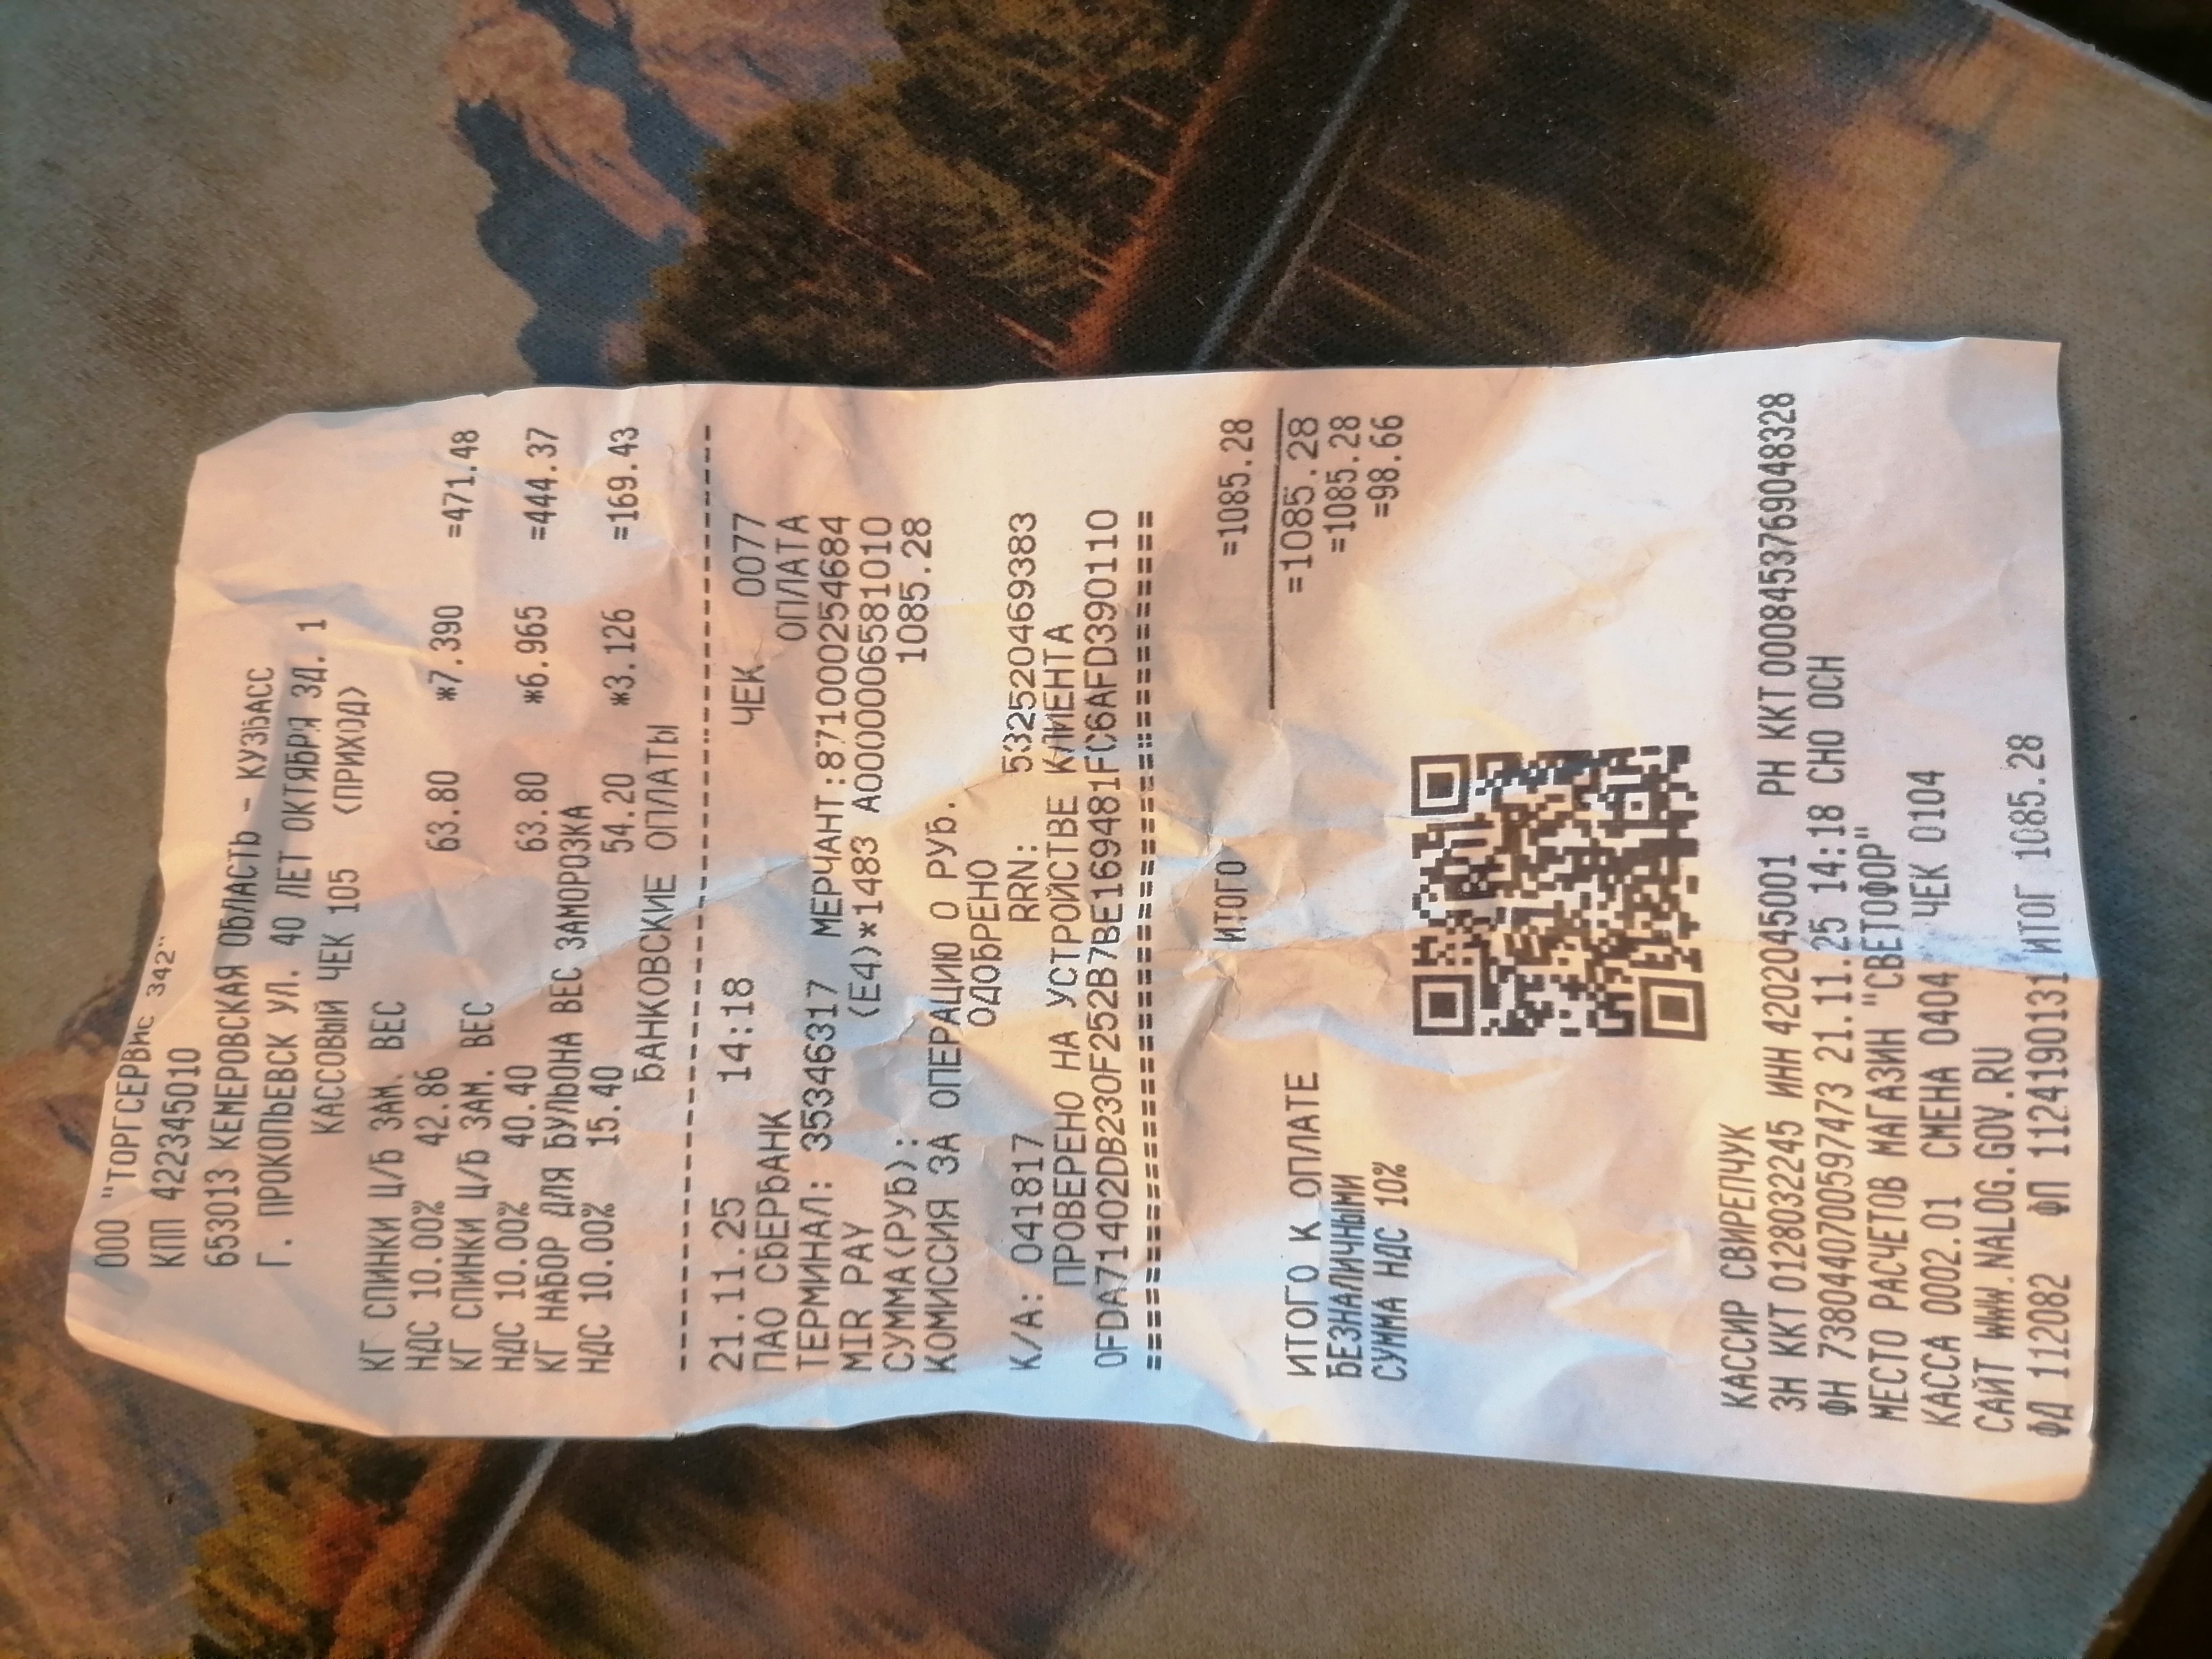 ООО "ТОРГСЕРВИС 342"
КПП 422345010
653013 КЕМЕРОВСКАЯ ОБЛАСТЬ - КУЗБАСС
Г. ПРОКОПЬЕВСК УЛ. 40 ЛЕТ ОКТЯБРЯ ЗД. 1
КАССОВЫЙ ЧЕК 105 <ПРИХОД>
КГ СПИНКИ Ц/Б ЗАМ. ВЕС
НДС 10.00% 42.86 63.80 *7.390 =471.48
КГ СПИНКИ Ц/Б ЗАМ. ВЕС
НДС 10.00% 40.40 63.80 *6.965 =444.37
КГ НАБОР ДЛЯ БУЛЬОНА ВЕС ЗАМОРОЗКА
НДС 10.00% 15.40 54.20 *3.126 =169.43
БАНКОВСКИЕ ОПЛАТЫ
21.11.25 14:18 ЧЕК 0077
ПАО СБЕРБАНК ОПЛАТА
ТЕРМИНАЛ: 35346317 МЕРЧАНТ:871000254684
MIR PAY (E4)*1483 A0000006581010
СУММА(РУБ): 1085.28
КОМИССИЯ ЗА ОПЕРАЦИЮ 0 РУБ.
ОДОБРЕНО
К/А: 041817 RRN: 532520469383
ПРОВЕРЕНО НА УСТРОЙСТВЕ КЛИЕНТА
0FDA71402DB230F252B7BE169481FC6AFD390110
========================================
ИТОГО =1085.28
ИТОГО К ОПЛАТЕ =1085.28
БЕЗНАЛИЧНЫМИ =1085.28
СУММА НДС 10% =98.66
КАССИР СВИРЕПЧУК
ЗН ККТ 0128032245 ИНН 4202045001 РН ККТ 0008453769048328
ФН 7380440700597473 21.11.25 14:18 СНО ОСН
МЕСТО РАСЧЕТОВ МАГАЗИН "СВЕТОФОР"
КАССА 0002.01 СМЕНА 0404 ЧЕК 0104
САЙТ WWW.NALOG.GOV.RU
ФД 112082 ФП 1124190131 ИТОГ 1085.28